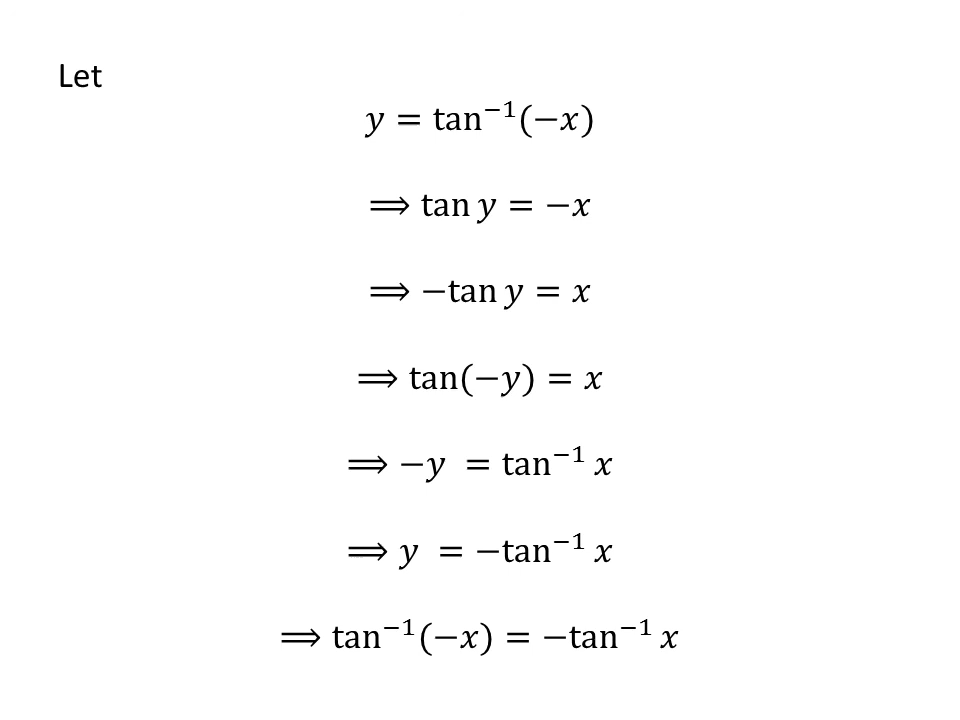 Let
𝑦 = tan⁻¹(−𝑥)
⟹ tan 𝑦 = −𝑥
⟹ −tan 𝑦 = 𝑥
⟹ tan(−𝑦) = 𝑥
⟹ −𝑦 = tan⁻¹ 𝑥
⟹ 𝑦 = −tan⁻¹ 𝑥
⟹ tan⁻¹(−𝑥) = −tan⁻¹ 𝑥